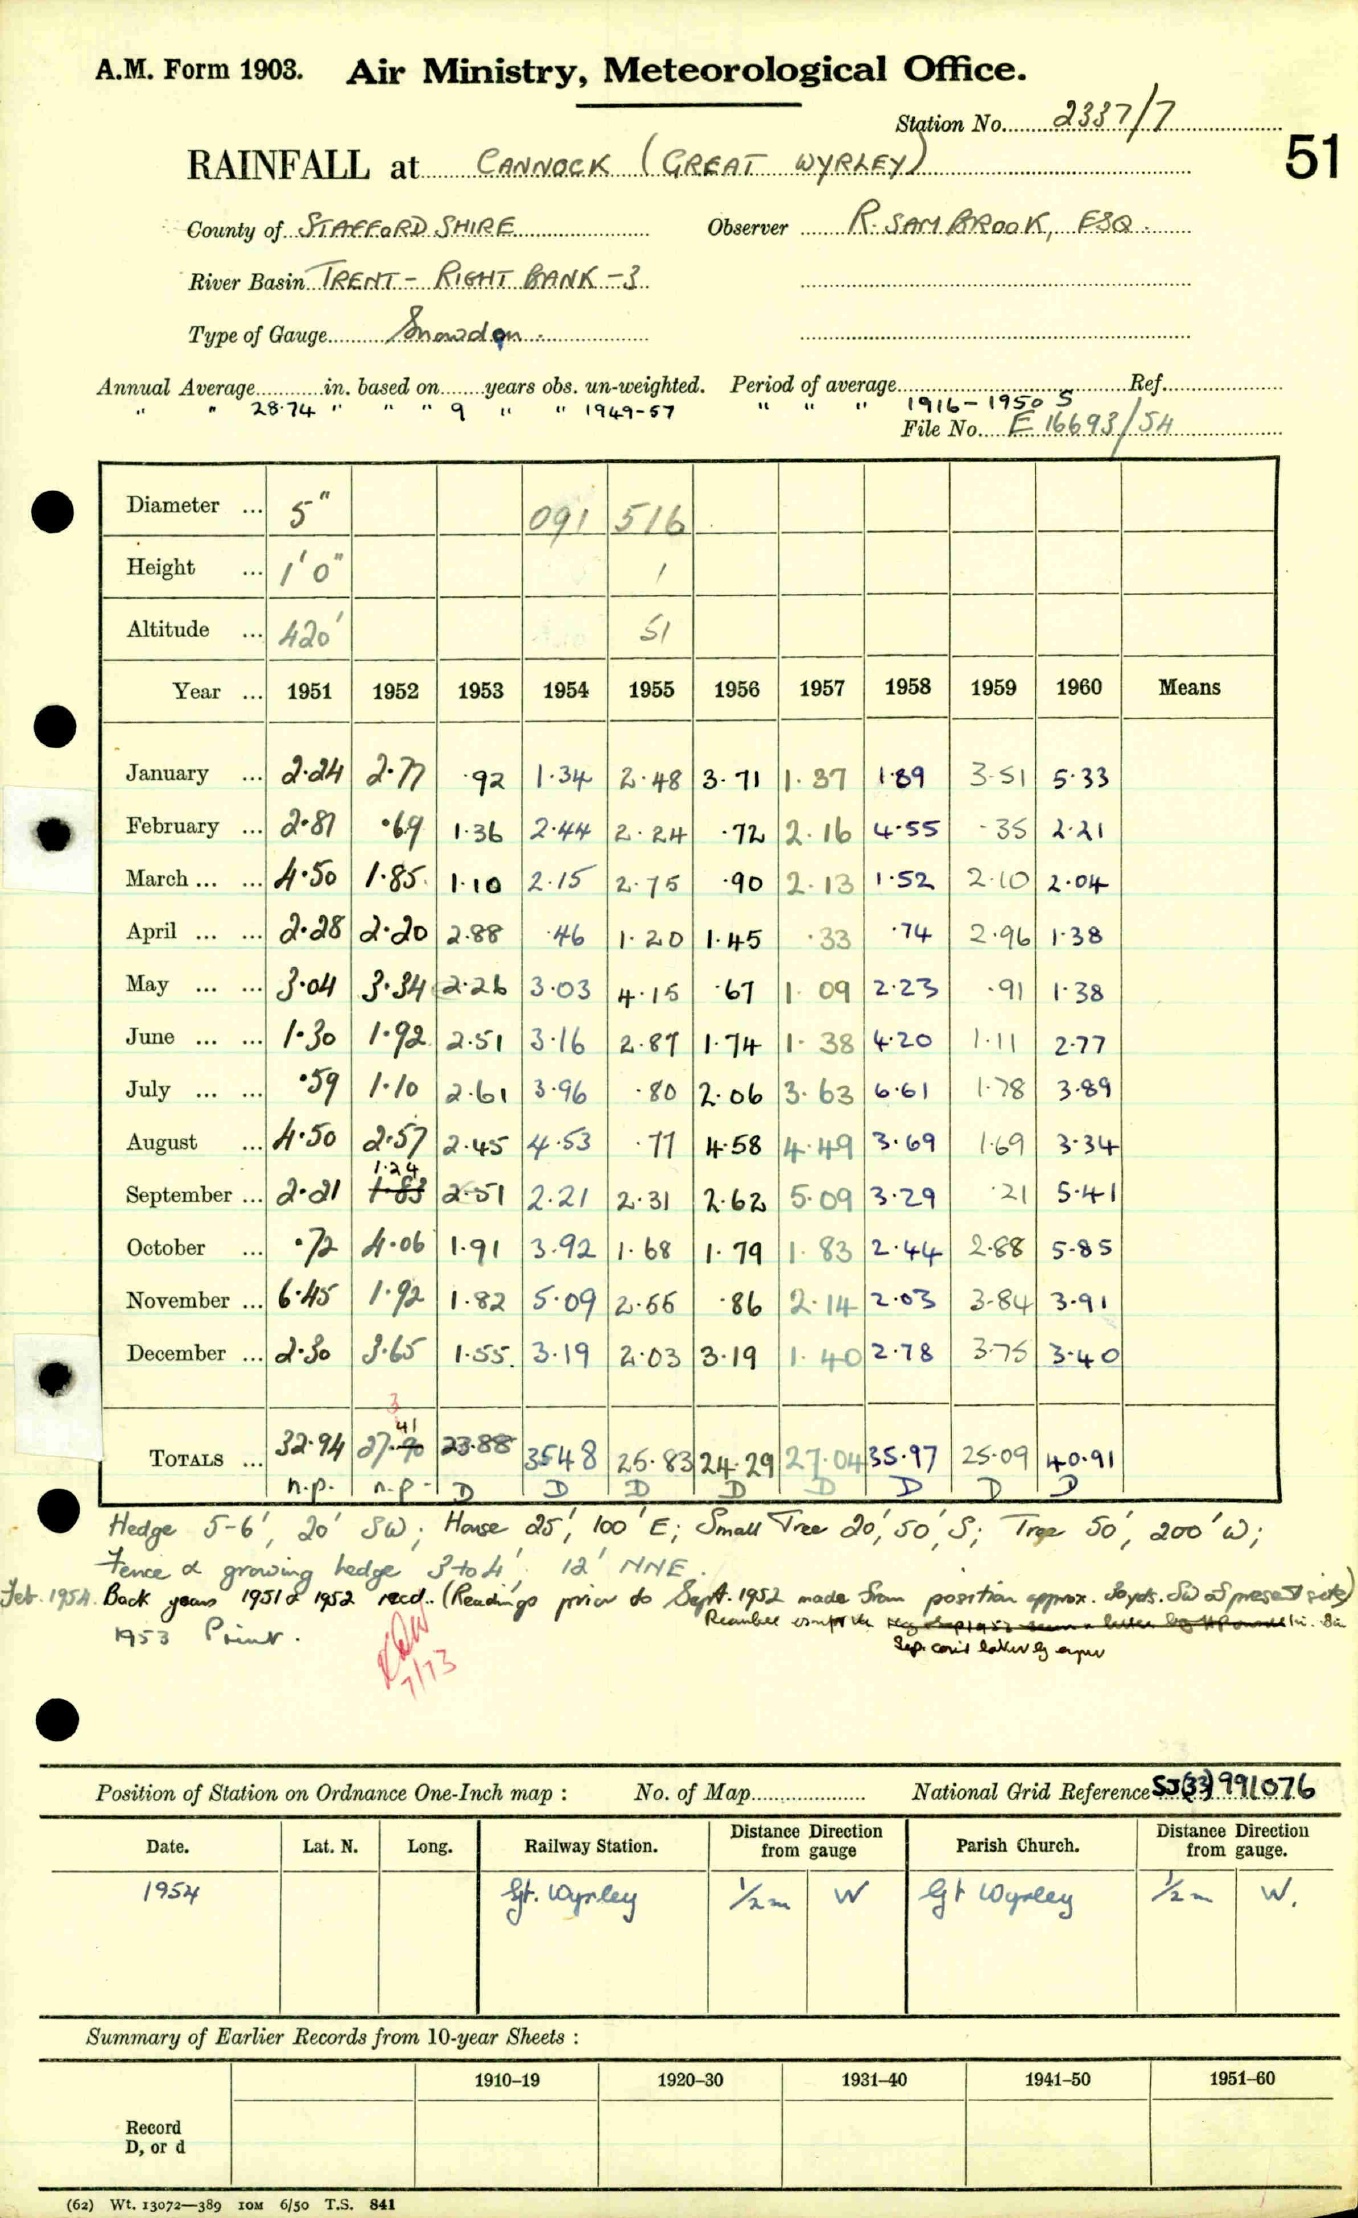 A.M. Form 1903. Air Ministry, Meteorological Office.
Station No. 2337/7
51
RAINFALL at CANNOCK (GREAT WYRLEY)
County of STAFFORDSHIRE Observer R. SAMBROOK, ESQ.
River Basin TRENT - RIGHT BANK - 3
Type of Gauge Snowdon.
Annual Average in. based on years obs. un-weighted. Period of average Ref.
" " 28.74 " " " 9 " " 1949-57 " " " 1916-1950 S
File No. E 16693/54
Diameter ... 5" 091 516
Height ... 1'0" 1
Altitude ... 420' 51
Year ... 1951 1952 1953 1954 1955 1956 1957 1958 1959 1960 Means
January ... 2.24 2.77 .92 1.34 2.48 3.71 1.37 1.89 3.51 5.33
February ... 2.81 .69 1.36 2.44 2.24 .72 2.16 4.55 .35 2.21
March ... ... 4.50 1.85 1.10 2.15 2.75 .90 2.13 1.52 2.10 2.04
April ... ... 2.28 2.20 2.88 .46 1.20 1.45 .33 .74 2.96 1.38
May ... ... 3.04 3.34 2.26 3.03 4.15 .67 1.09 2.23 .91 1.38
June ... ... 1.30 1.92 2.51 3.16 2.87 1.74 1.38 4.20 1.11 2.77
July ... ... .59 1.10 2.61 3.96 .80 2.06 3.63 6.61 1.78 3.89
August ... 4.50 2.57 2.45 4.53 .77 4.58 4.49 3.69 1.69 3.34
1.24
September ... 2.21 1.83 2.51 2.21 2.31 2.62 5.09 3.29 .21 5.41
October ... .72 4.06 1.91 3.92 1.68 1.79 1.83 2.44 2.88 5.85
November ... 6.45 1.92 1.82 5.09 2.55 .86 2.14 2.03 3.84 3.91
December ... 2.30 3.65 1.55. 3.19 2.03 3.19 1.40 2.78 3.75 3.40
3
41
TOTALS ... 32.94 27.90 23.88 35.48 25.83 24.29 27.04 35.97 25.09 40.91
n.p. n.p. D D D D D D D D
Hedge 5-6', 20' SW; House 25', 100' E; Small Tree 20', 50', S; Tree 50', 200' W;
Fence & growing hedge 3 to 4', 12' NNE.
Feb. 1954. Back years 1951 & 1952 recd. (Readings prior to Sept. 1952 made from position approx. yds. SW of present site)
1953 Print.
7/73
Position of Station on Ordnance One-Inch map : No. of Map National Grid Reference SJ(33)991076
Date. Lat. N. Long. Railway Station. Distance from gauge Direction Parish Church. Distance from gauge. Direction
1954 Gt. Wyrley 1/2 m W Gt Wyrley 1/2 m W.
Summary of Earlier Records from 10-year Sheets :
1910–19 1920–30 1931–40 1941–50 1951–60
Record
D, or d
(62) Wt. 13072—389 10M 6/50 T.S. 841